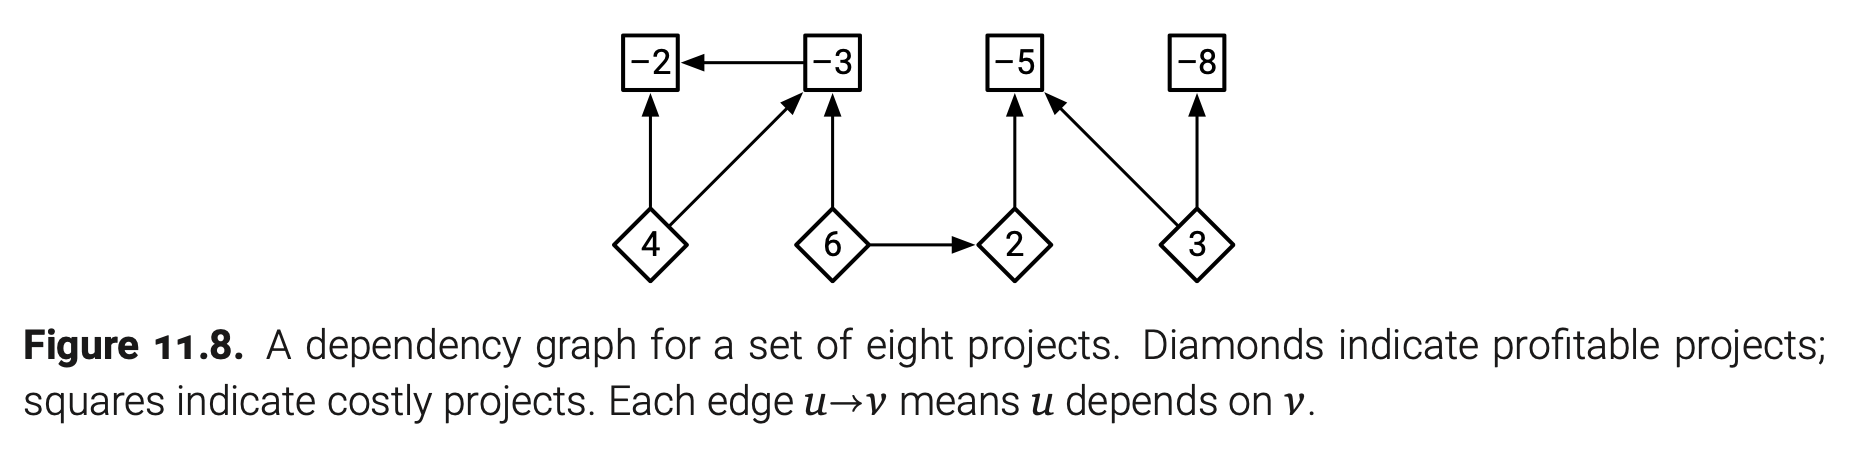 −2 −3 −5 −8
4 6 2 3
Figure 11.8. A dependency graph for a set of eight projects. Diamonds indicate profitable projects;
squares indicate costly projects. Each edge u→v means u depends on v.